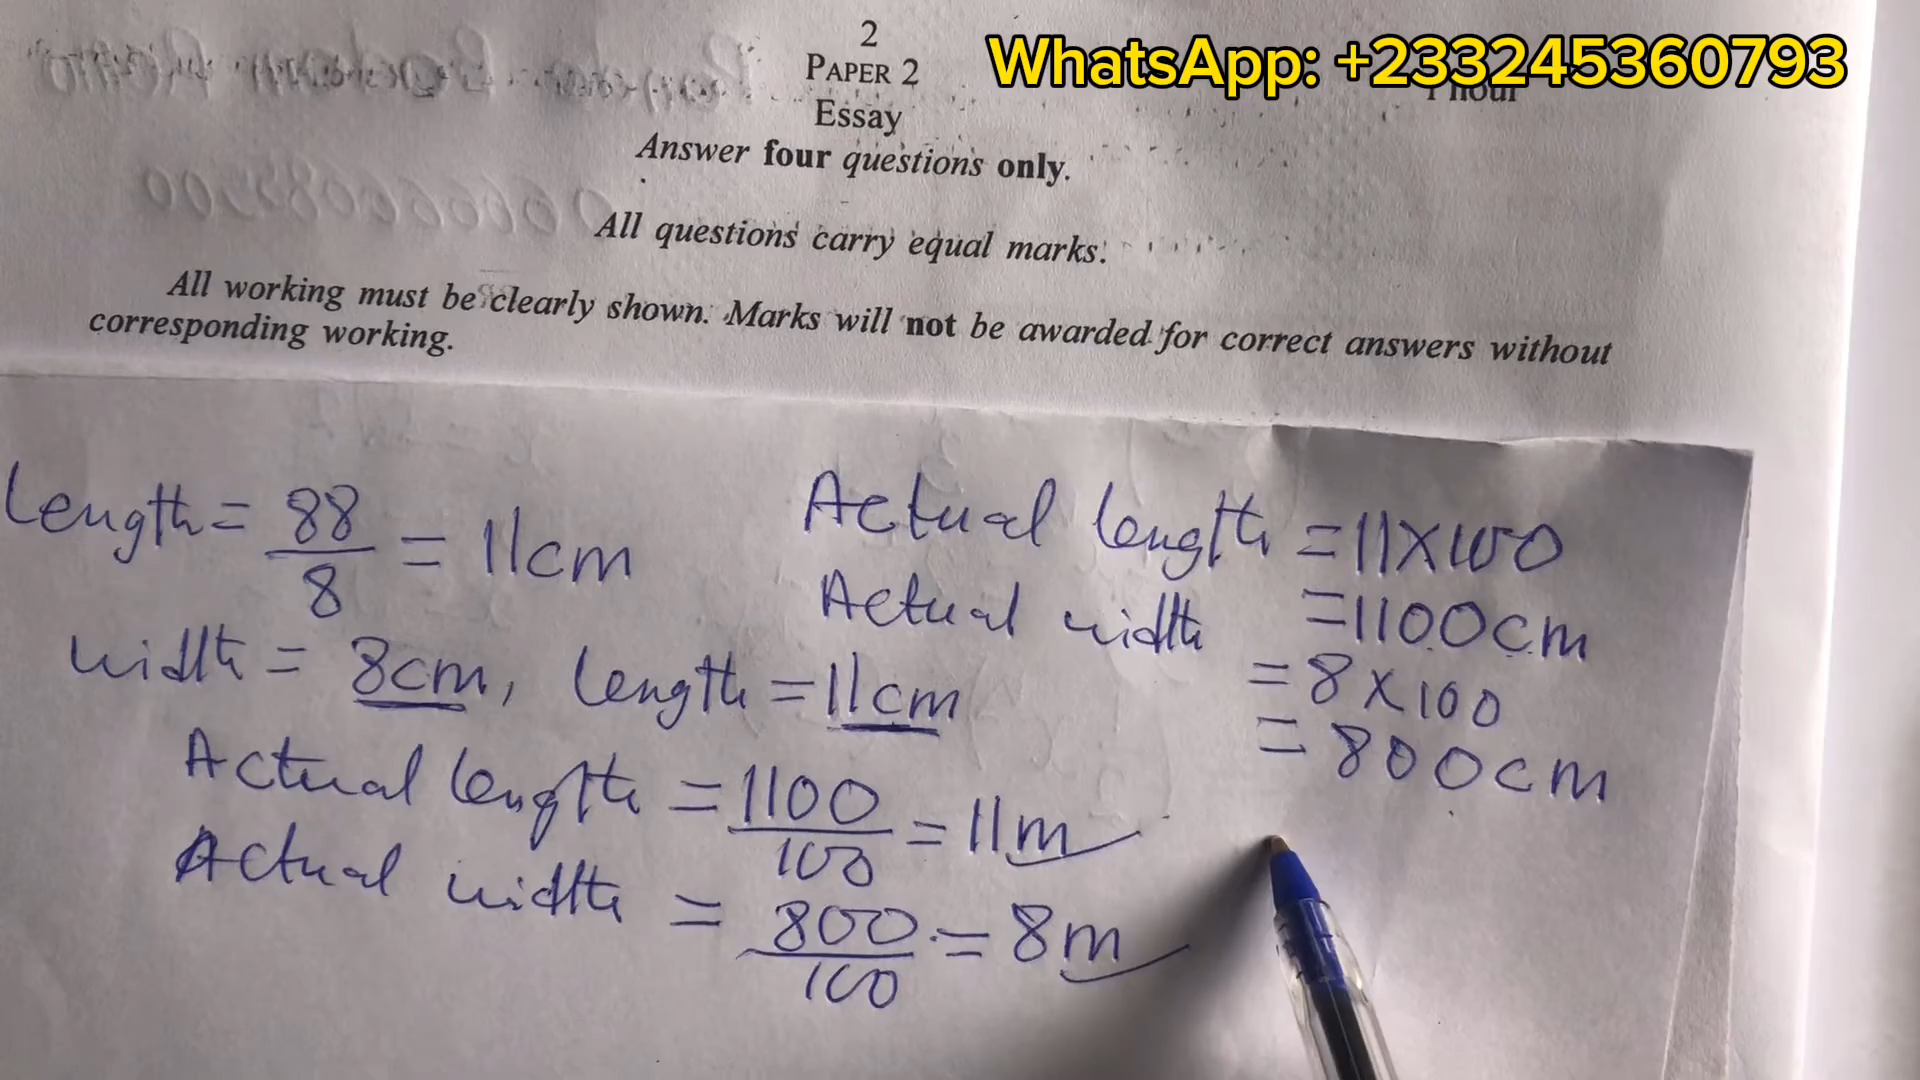 WhatsApp: +233245360793
2
PAPER 2
1 hour
Essay
Answer four questions only.
All questions carry equal marks.
All working must be clearly shown. Marks will not be awarded for correct answers without
corresponding working.
Length = 88/8 = 11cm
width = 8cm, length = 11cm
Actual length = 1100/100 = 11m
Actual width = 800/100 = 8m
Actual length = 11 X 100
= 1100cm
Actual width
= 8 X 100
= 800cm